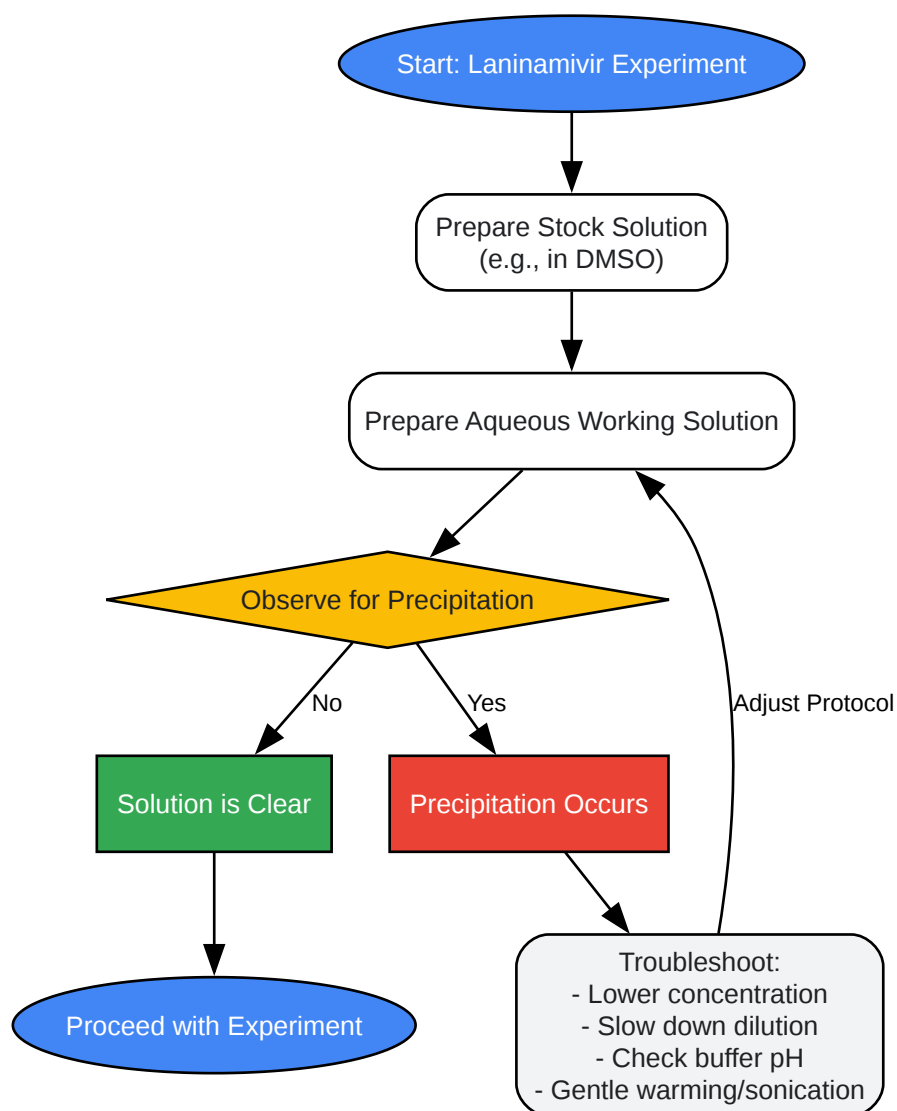 Start: Laninamivir Experiment
Prepare Stock Solution
(e.g., in DMSO)
Prepare Aqueous Working Solution
Observe for Precipitation
No
Yes
Adjust Protocol
Solution is Clear
Precipitation Occurs
Troubleshoot:
- Lower concentration
- Slow down dilution
- Check buffer pH
- Gentle warming/sonication
Proceed with Experiment